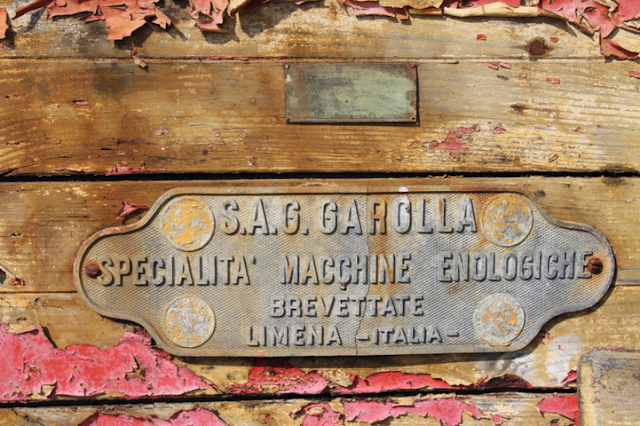 S.A.G. GAROLLA
SPECIALITA' MACCHINE ENOLOGICHE
BREVETTATE
LIMENA -ITALIA-